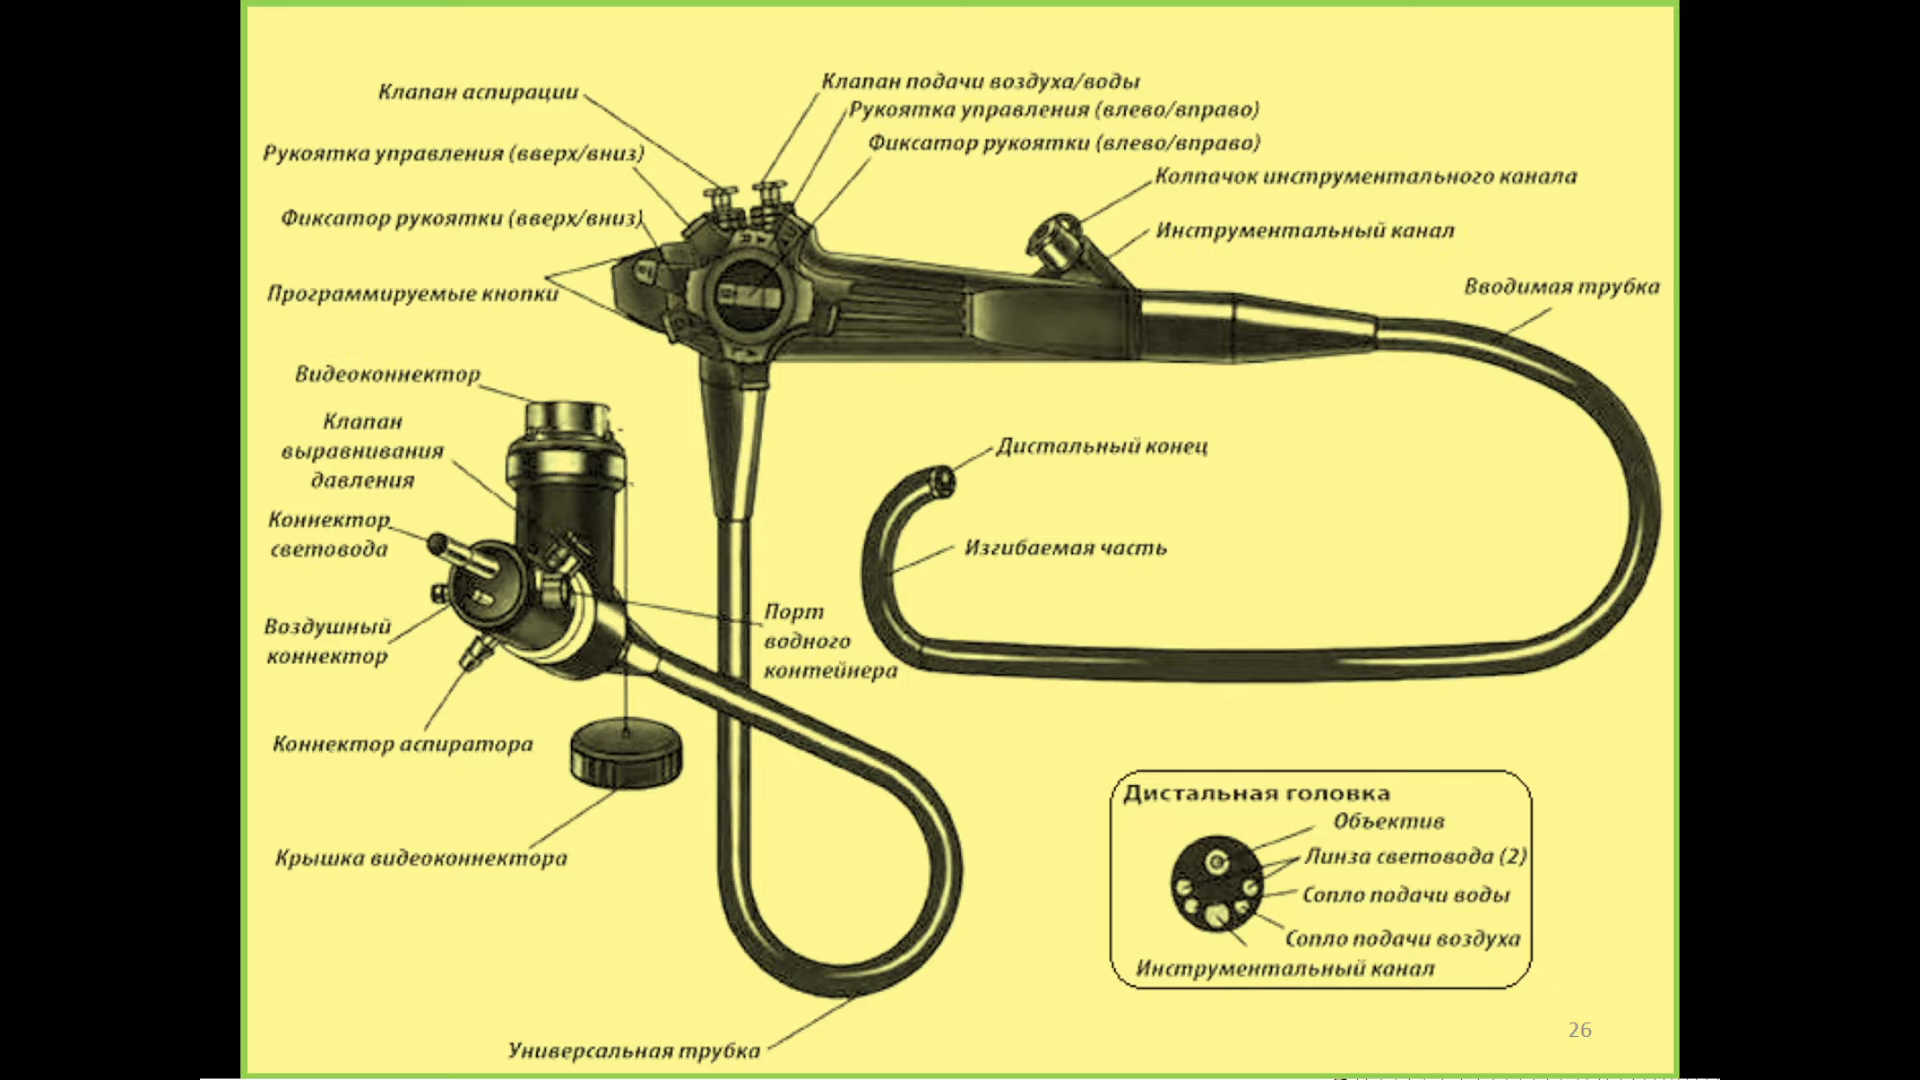 Клапан аспирации
Клапан подачи воздуха/воды
Рукоятка управления (влево/вправо)
Фиксатор рукоятки (влево/вправо)
Рукоятка управления (вверх/вниз)
Колпачок инструментального канала
Фиксатор рукоятки (вверх/вниз)
Инструментальный канал
Программируемые кнопки
Вводимая трубка
Видеоконнектор
Клапан
выравнивания
давления
Дистальный конец
Коннектор
световода
Изгибаемая часть
Воздушный
коннектор
Порт
водного
контейнера
Коннектор аспиратора
Крышка видеоконнектора
Дистальная головка
Объектив
Линза световода (2)
Сопло подачи воды
Сопло подачи воздуха
Инструментальный канал
26
Универсальная трубка